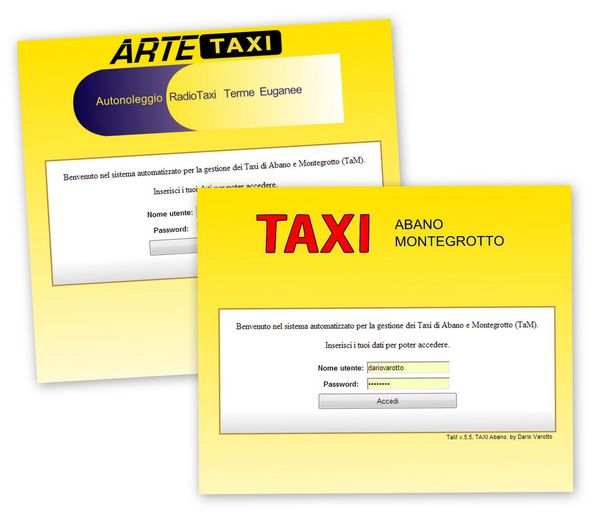 ARTE TAXI
Autonoleggio RadioTaxi Terme Euganee
Benvenuto nel sistema automatizzato per la gestione dei Taxi di Abano e Montegrotto (TaM).
Inserisci i tuoi dati per poter accedere.
Nome utente:
Password:
TAXI
ABANO
MONTEGROTTO
Benvenuto nel sistema automatizzato per la gestione dei Taxi di Abano e Montegrotto (TaM).
Inserisci i tuoi dati per poter accedere.
Nome utente: dariovarotto
Password: ••••••••
Accedi
TaM v.5.5. TAXI Abano. by Dario Varotto